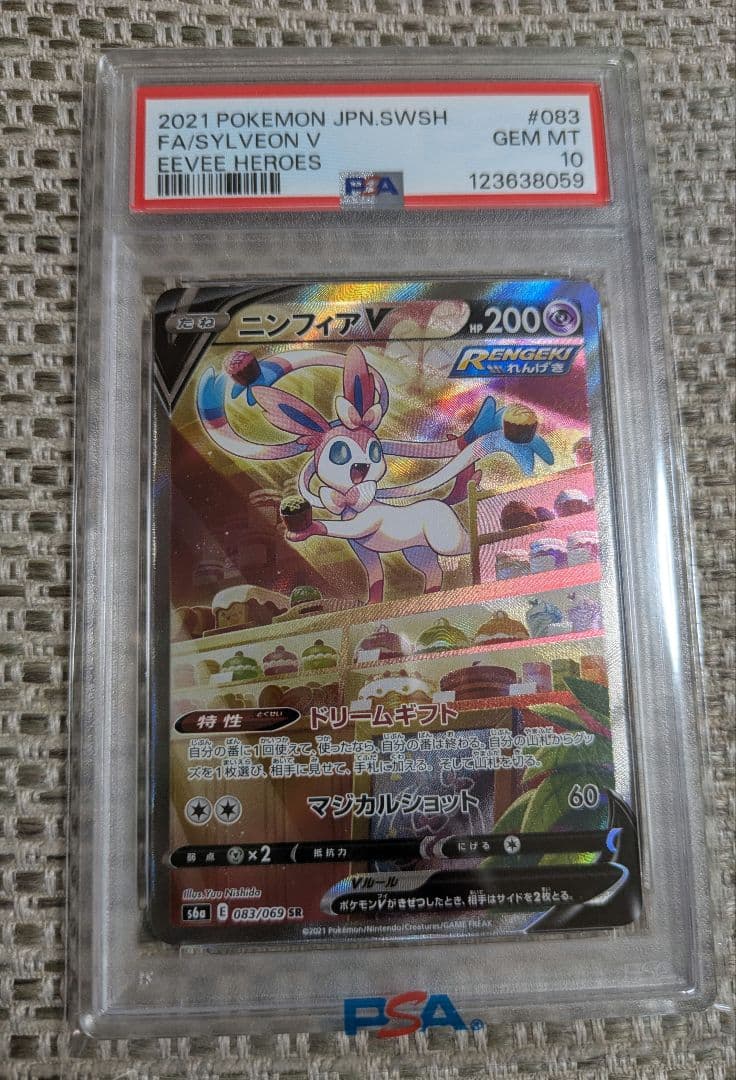 2021 POKEMON JPN.SWSH #083
FA/SYLVEON V GEM MT
EEVEE HEROES 10
PSA 123638059
たね ニンフィアV HP 200
RENGEKI
れんげき
特性 とくせい ドリームギフト
自分の番に1回使えて、使ったなら、自分の番は終わる。自分の山札からグッ
ズを1枚選び、相手に見せて、手札に加える。そして山札を切る。
マジカルショット 60
弱点 ×2 抵抗力 にげる
Vルール
ポケモンVがきぜつしたとき、相手はサイドを2枚とる。
Illus. Yuu Nishida
s6a E 083/069 SR
©2021 Pokémon/Nintendo/Creatures/GAME FREAK
PSA